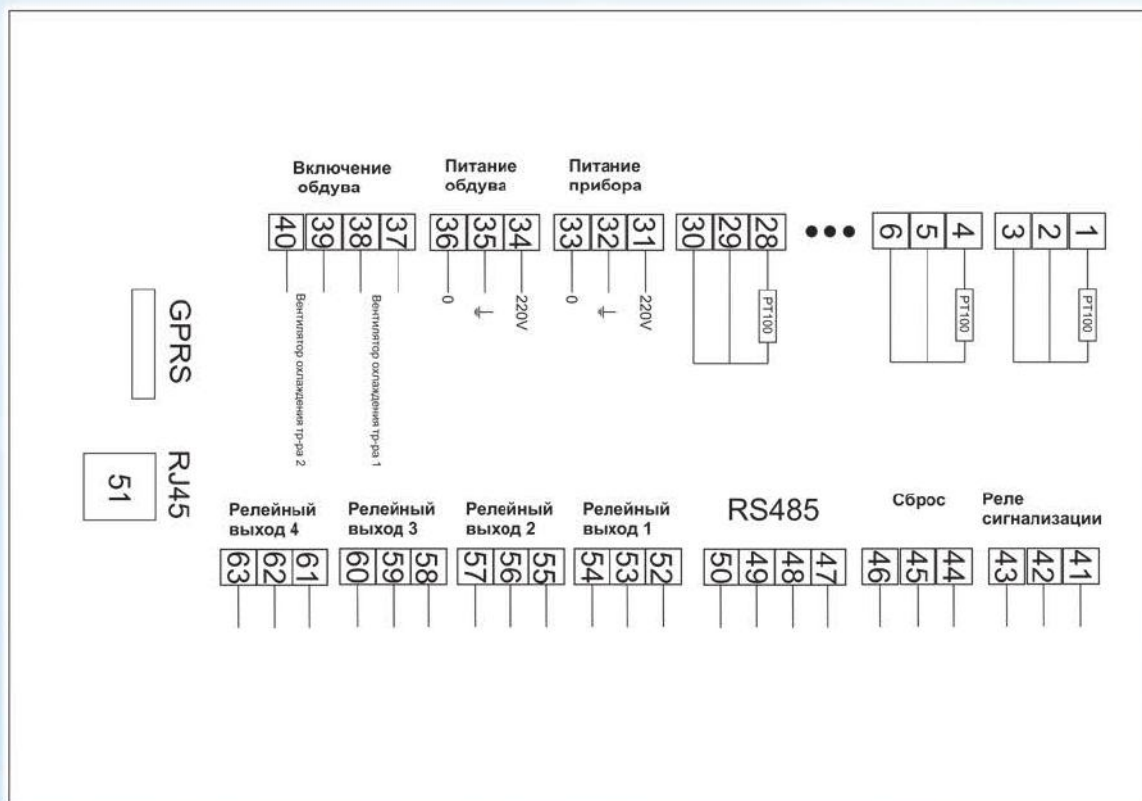 Включение
обдува
Питание
обдува
Питание
прибора
40 39 38 37
36 35 34
33 32 31
30 29 28
6 5 4
3 2 1
0
220V
0
220V
PT100
PT100
PT100
Вентилятор охлаждения тр-ра 2
Вентилятор охлаждения тр-ра 1
GPRS
RJ45
51
Релейный
выход 4
Релейный
выход 3
Релейный
выход 2
Релейный
выход 1
RS485
Сброс
Реле
сигнализации
63 62 61
60 59 58
57 56 55
54 53 52
50 49 48 47
46 45 44
43 42 41